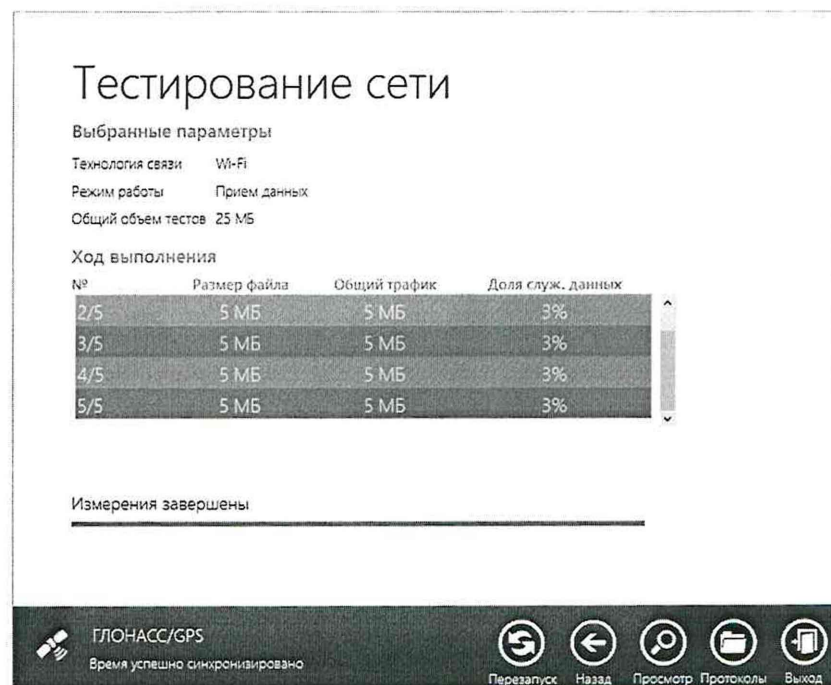 Тестирование сети
Выбранные параметры
Технология связи Wi-Fi
Режим работы Прием данных
Общий объем тестов 25 МБ
Ход выполнения
№ Размер файла Общий трафик Доля служ. данных
2/5 5 МБ 5 МБ 3%
3/5 5 МБ 5 МБ 3%
4/5 5 МБ 5 МБ 3%
5/5 5 МБ 5 МБ 3%
Измерения завершены
ГЛОНАСС/GPS
Время успешно синхронизировано
Перезапуск Назад Просмотр Протоколы Выход